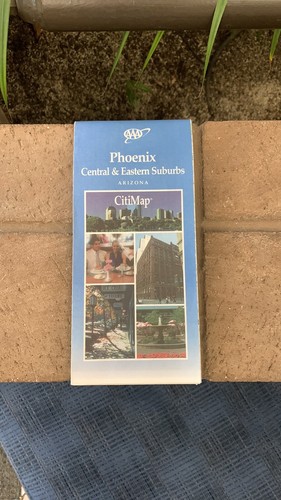 AAA
Phoenix
Central & Eastern Suburbs
ARIZONA
CitiMap